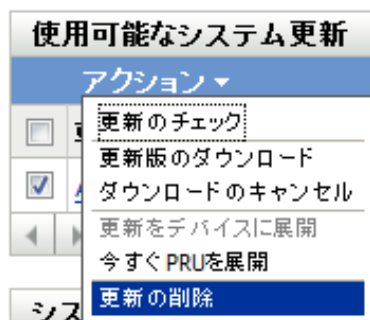 使用可能なシステム更新
アクション
更新のチェック
更新版のダウンロード
ダウンロードのキャンセル
更新をデバイスに展開
今すぐPRUを展開
更新の削除
シス